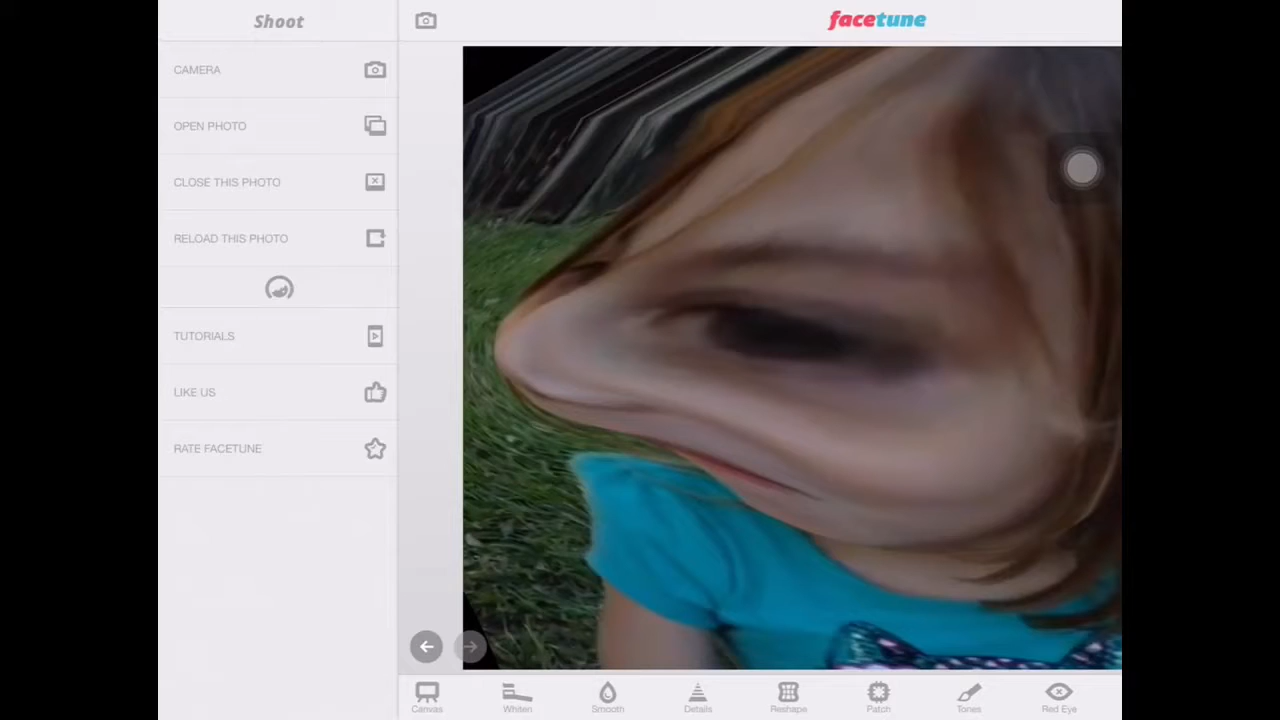 Shoot
facetune
CAMERA
OPEN PHOTO
CLOSE THIS PHOTO
RELOAD THIS PHOTO
TUTORIALS
LIKE US
RATE FACETUNE
Canvas
Whiten
Smooth
Details
Reshape
Patch
Tones
Red Eye